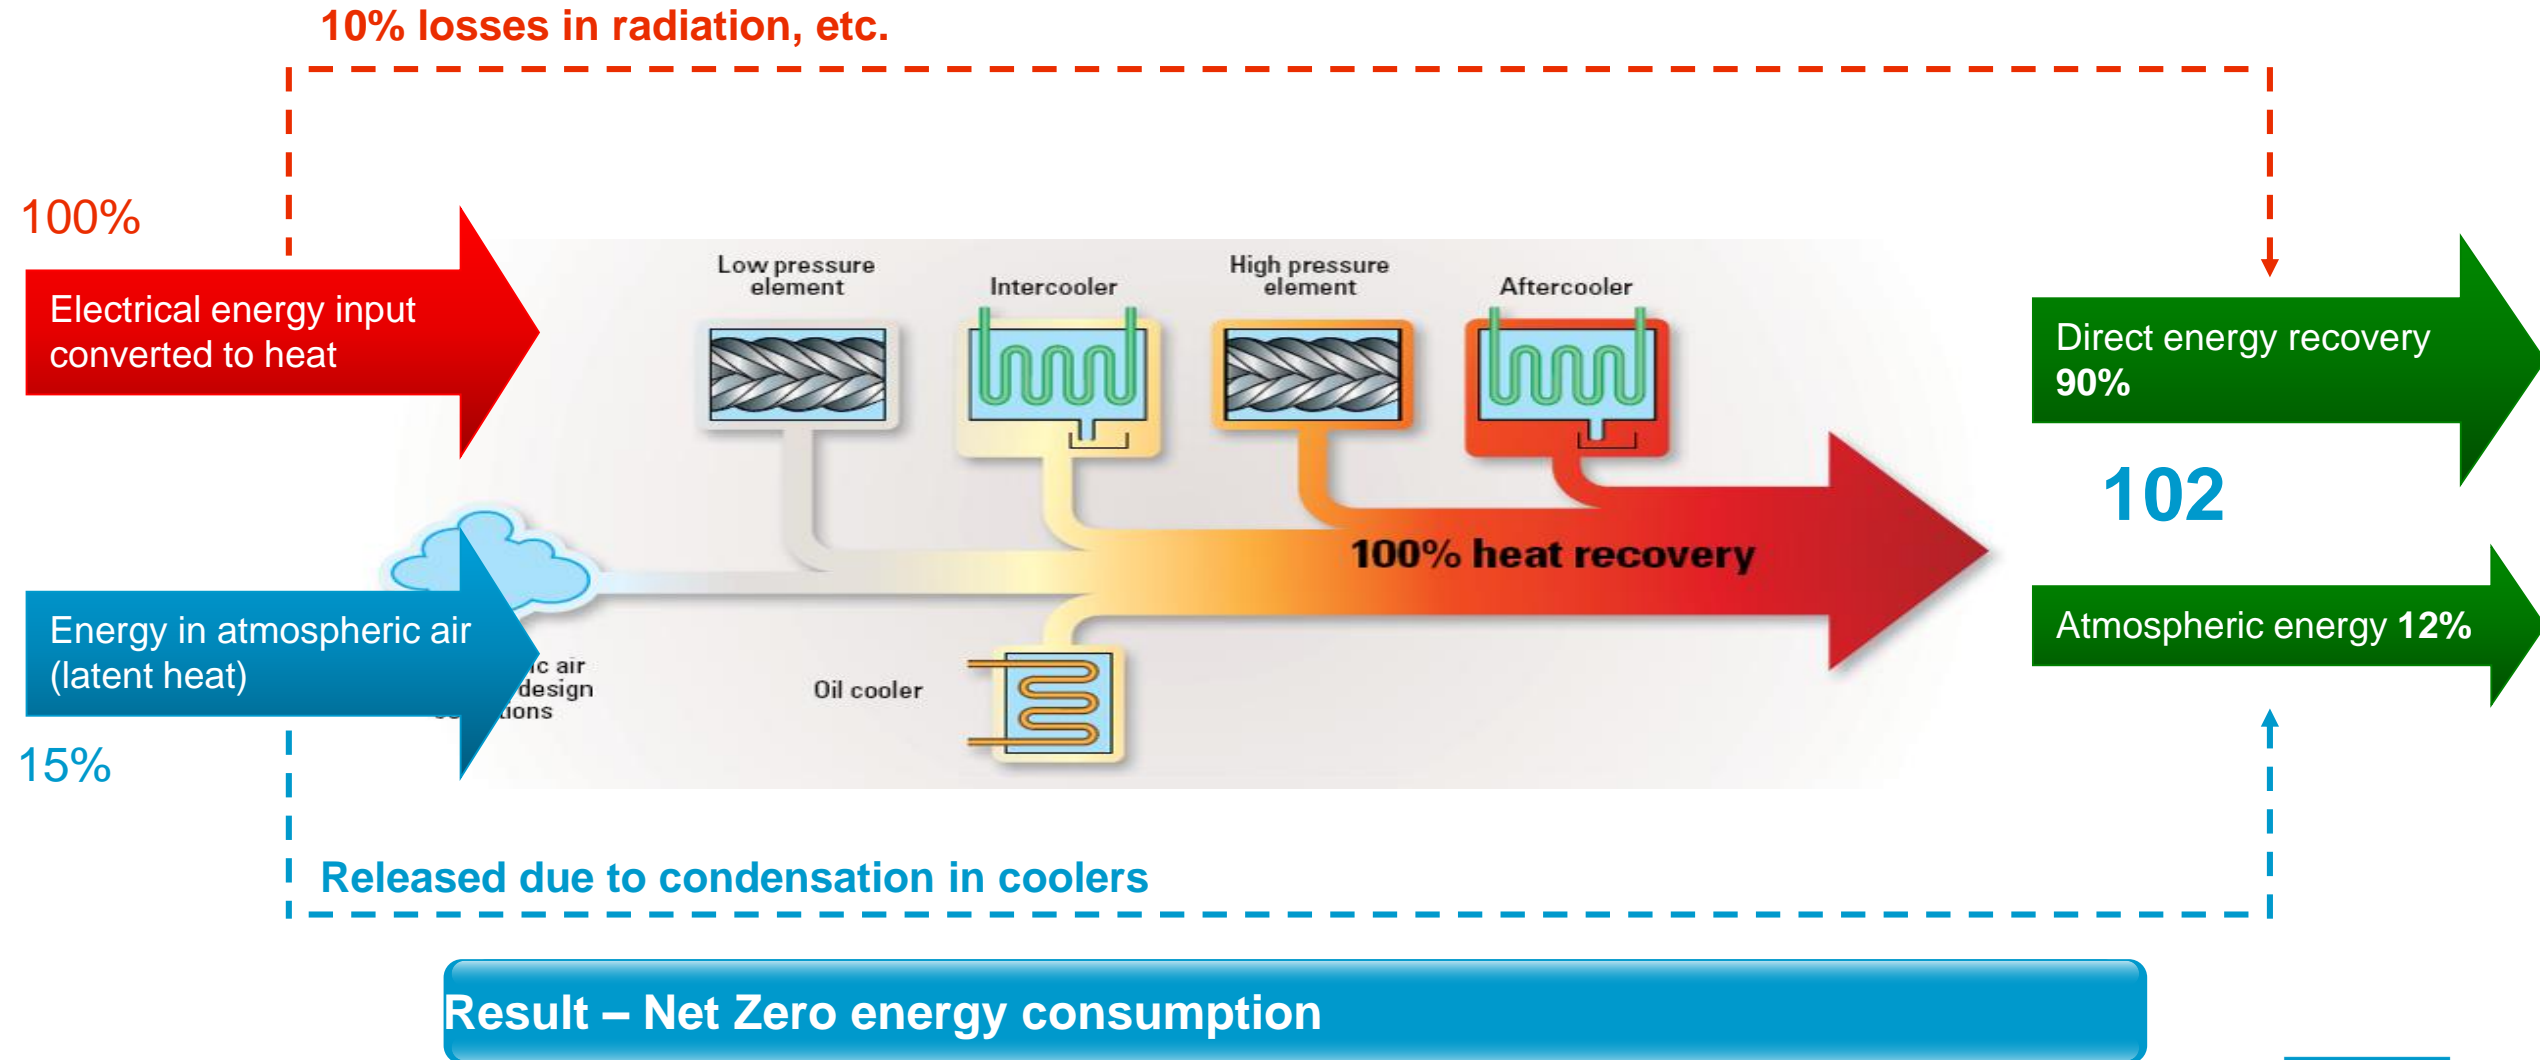 10% losses in radiation, etc.
100%
Electrical energy input
converted to heat
Low pressure
element
Intercooler
High pressure
element
Aftercooler
Direct energy recovery
90%
102
100% heat recovery
Energy in atmospheric air
(latent heat)
air
design
Oil cooler
Atmospheric energy 12%
15%
Released due to condensation in coolers
Result – Net Zero energy consumption